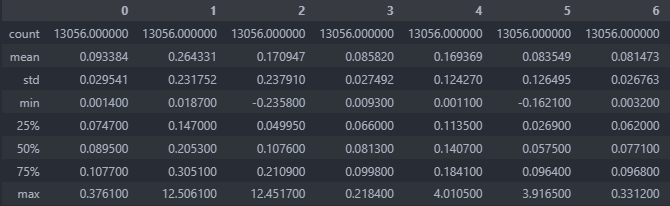 0 1 2 3 4 5 6
count 13056.000000 13056.000000 13056.000000 13056.000000 13056.000000 13056.000000 13056.000000
mean 0.093384 0.264331 0.170947 0.085820 0.169369 0.083549 0.081473
std 0.029541 0.231752 0.237910 0.027492 0.124270 0.126495 0.026763
min 0.001400 0.018700 -0.235800 0.009300 0.001100 -0.162100 0.003200
25% 0.074700 0.147000 0.049950 0.066000 0.113500 0.026900 0.062000
50% 0.089500 0.205300 0.107600 0.081300 0.140700 0.057500 0.077100
75% 0.107700 0.305100 0.210900 0.099800 0.184100 0.096400 0.096800
max 0.376100 12.506100 12.451700 0.218400 4.010500 3.916500 0.331200